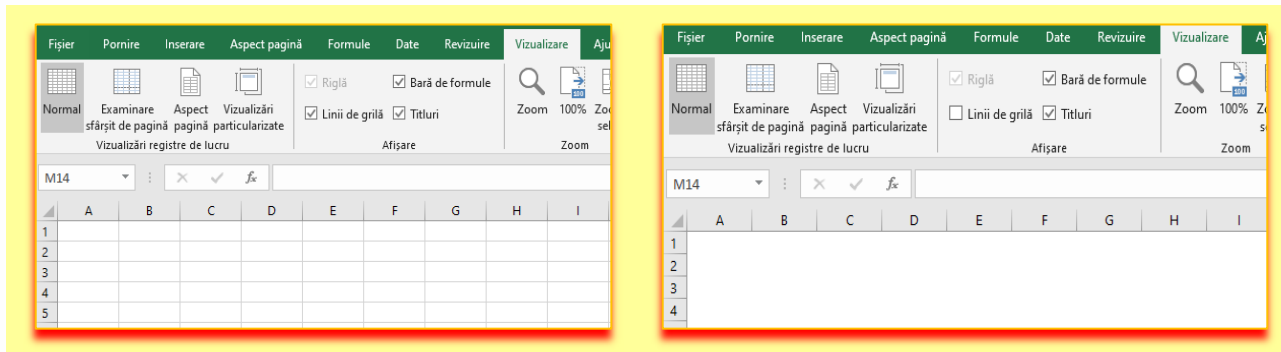 Fișier Pornire Inserare Aspect pagină Formule Date Revizuire Vizualizare Aju
Riglă Bară de formule
Normal Examinare Aspect Vizualizări Linii de grilă Titluri Zoom 100% Zo
sfârșit de pagină pagină particularizate sel
Vizualizări registre de lucru Afișare Zoom
M14 fx
A B C D E F G H I
1
2
3
4
5
Fișier Pornire Inserare Aspect pagină Formule Date Revizuire Vizualizare Aj
Riglă Bară de formule
Normal Examinare Aspect Vizualizări Linii de grilă Titluri Zoom 100% Z
sfârșit de pagină pagină particularizate s
Vizualizări registre de lucru Afișare Zoom
M14 fx
A B C D E F G H I
1
2
3
4